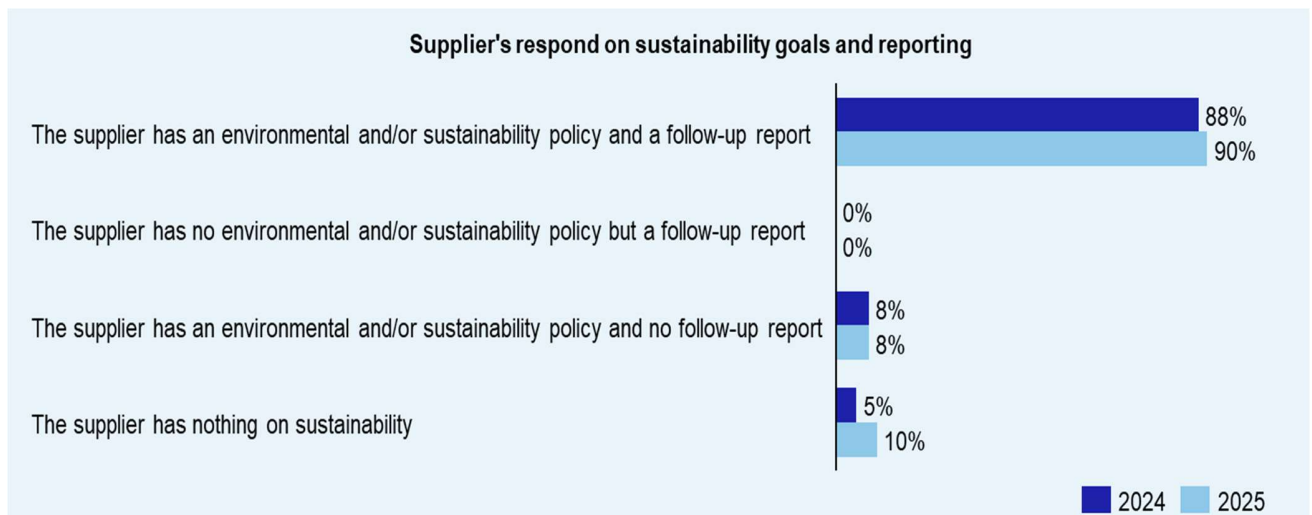 Supplier's respond on sustainability goals and reporting
The supplier has an environmental and/or sustainability policy and a follow-up report
88%
90%
The supplier has no environmental and/or sustainability policy but a follow-up report
0%
0%
The supplier has an environmental and/or sustainability policy and no follow-up report
8%
8%
The supplier has nothing on sustainability
5%
10%
2024 2025